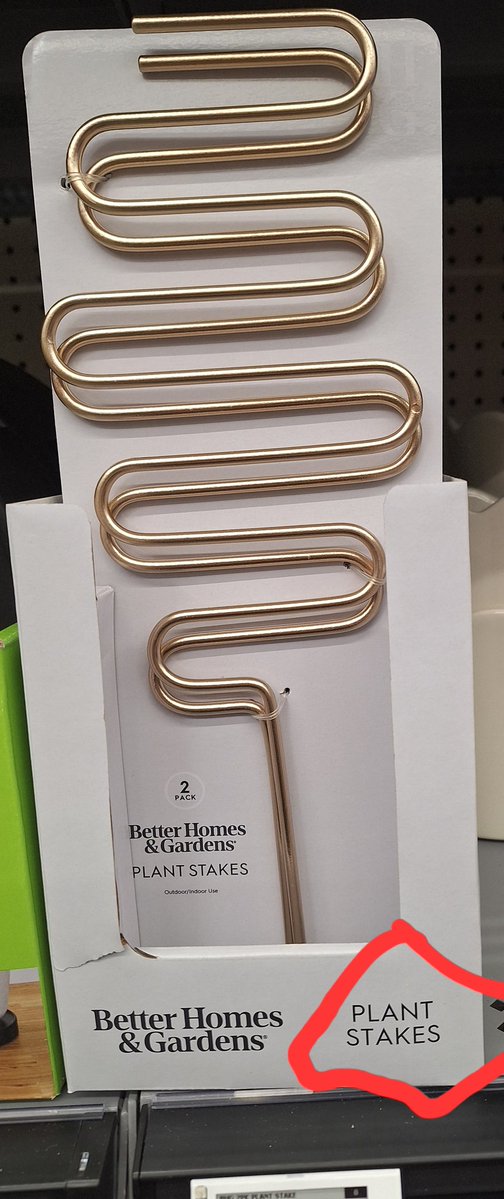 2
PACK
Better Homes
& Gardens®
PLANT STAKES
Outdoor/Indoor Use
Better Homes
& Gardens®
PLANT
STAKES